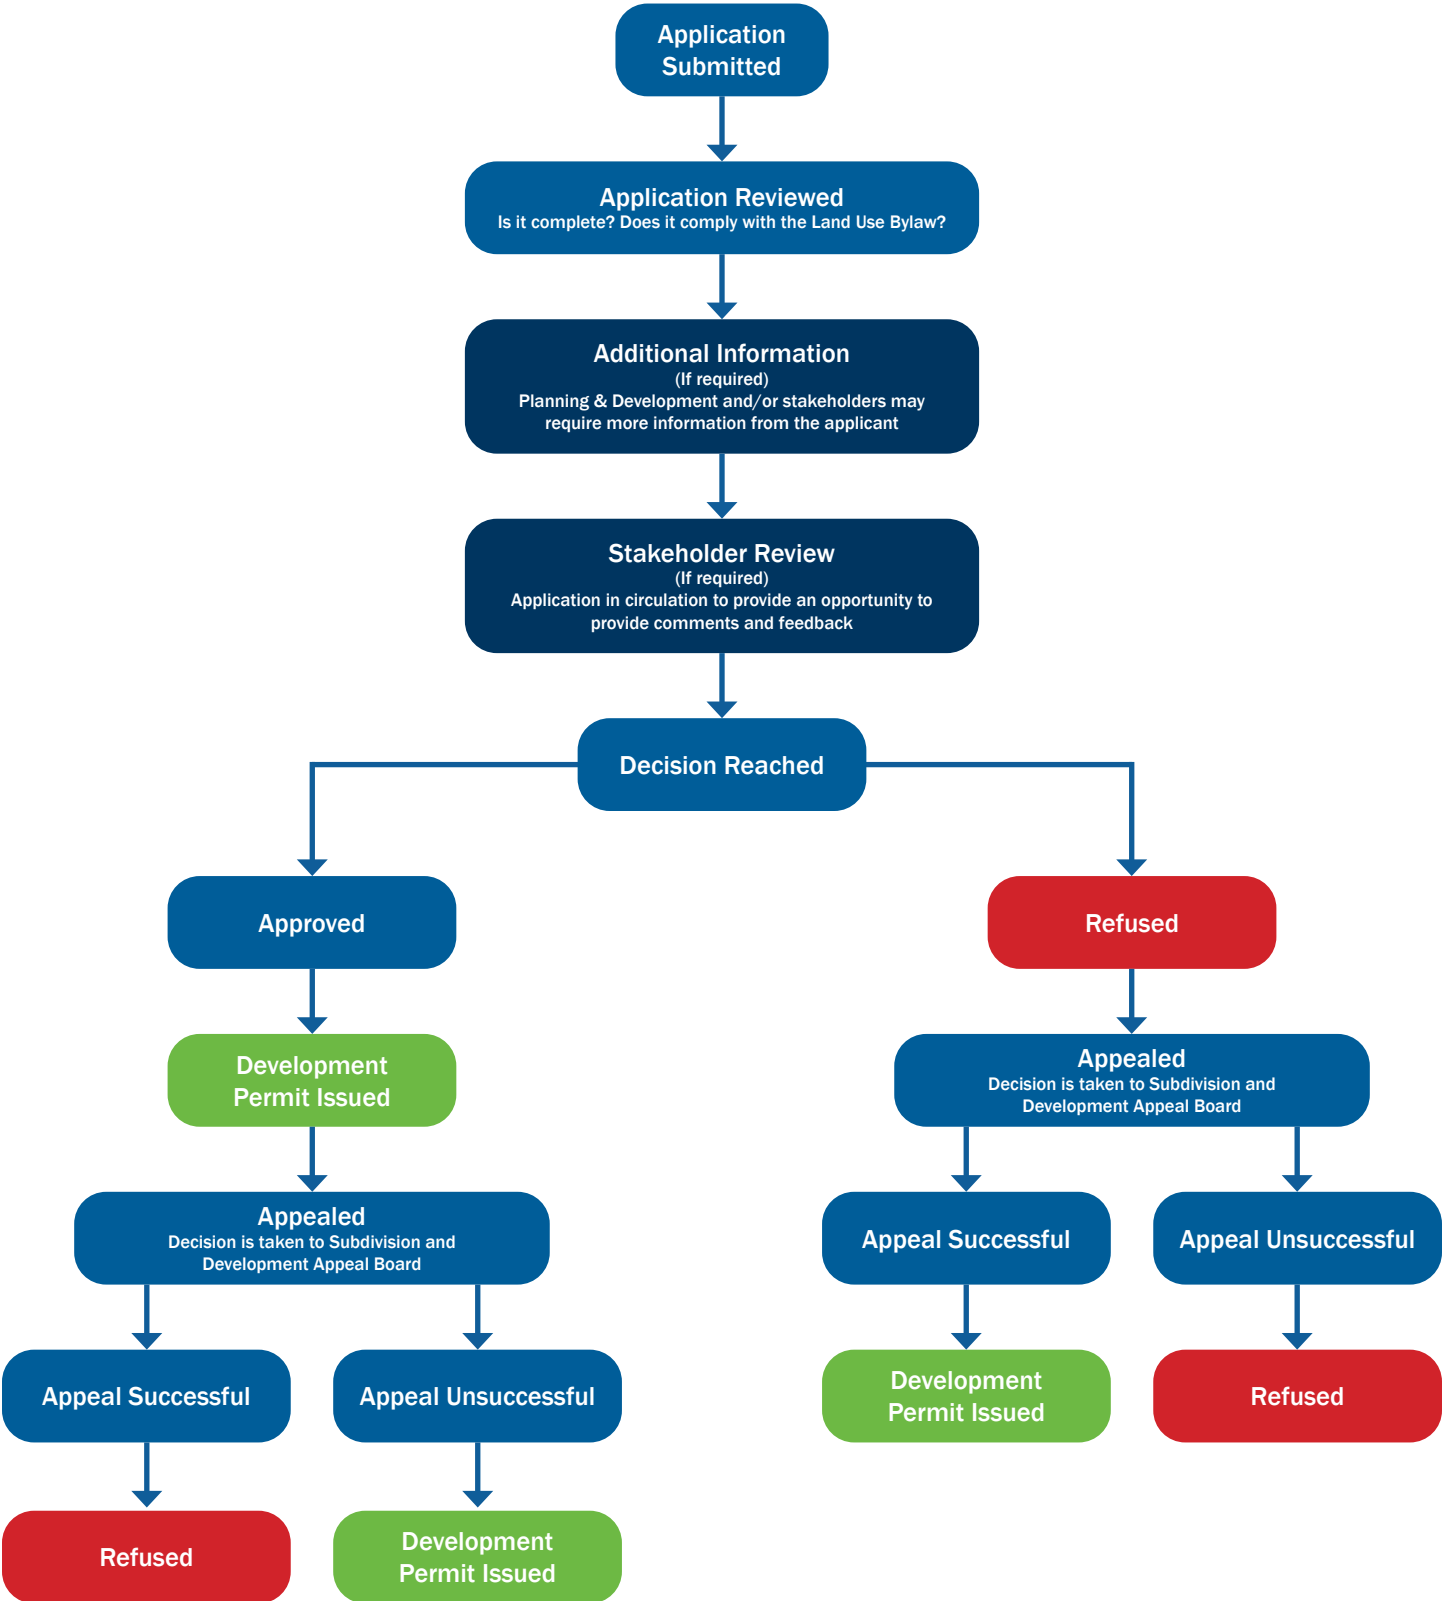 Application
Submitted
Application Reviewed
Is it complete? Does it comply with the Land Use Bylaw?
Additional Information
(If required)
Planning & Development and/or stakeholders may
require more information from the applicant
Stakeholder Review
(If required)
Application in circulation to provide an opportunity to
provide comments and feedback
Decision Reached
Approved
Refused
Development
Permit Issued
Appealed
Decision is taken to Subdivision and
Development Appeal Board
Appealed
Decision is taken to Subdivision and
Development Appeal Board
Appeal Successful
Appeal Unsuccessful
Appeal Successful
Appeal Unsuccessful
Development
Permit Issued
Refused
Refused
Development
Permit Issued